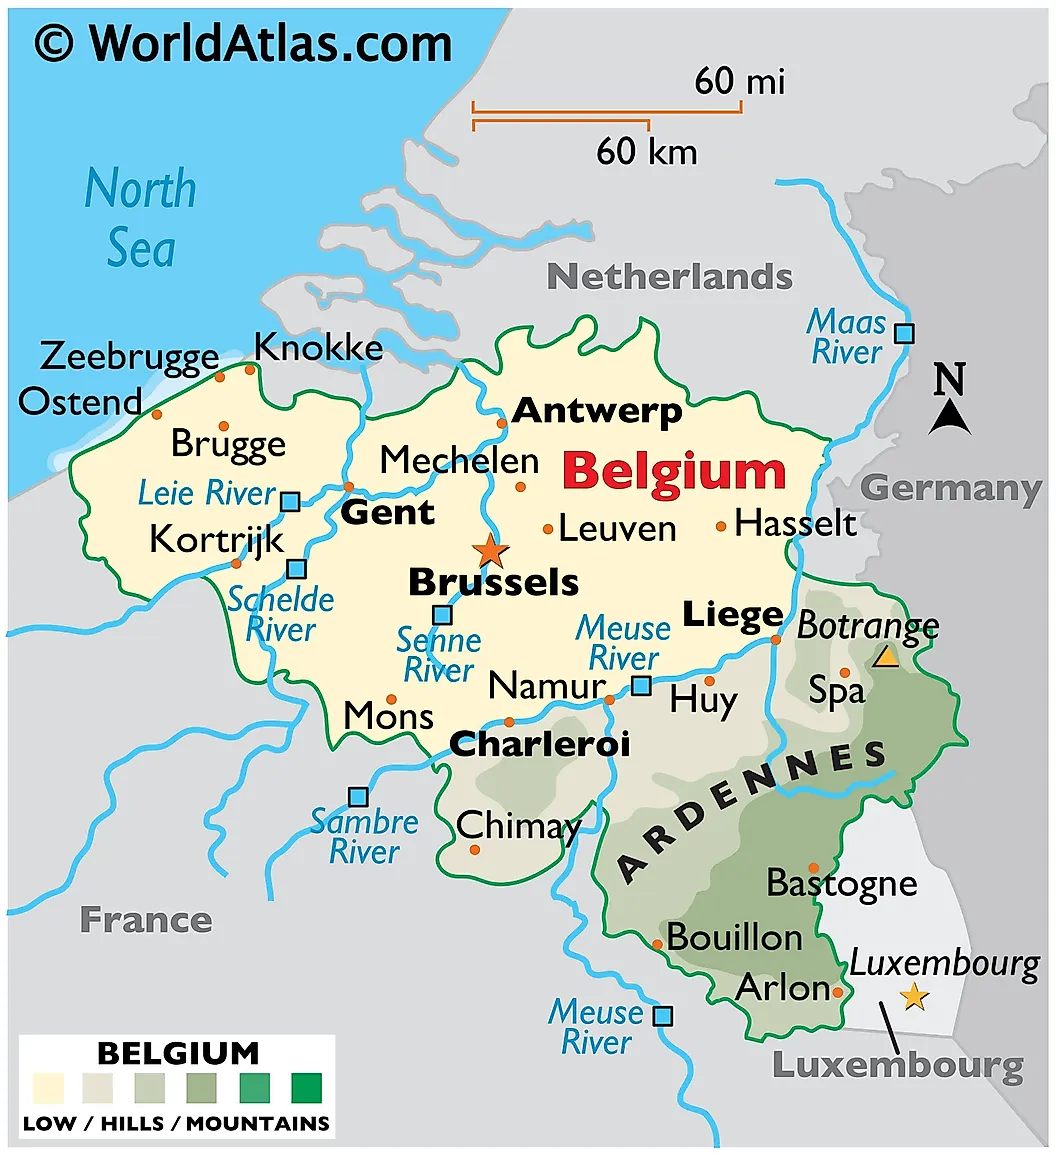 © WorldAtlas.com
60 mi
60 km
North
Sea
Netherlands
Maas
River
Zeebrugge
Knokke
N
Ostend
Antwerp
Brugge
Mechelen
Belgium
Leie River
Germany
Gent
Leuven
Hasselt
Kortrijk
Brussels
Schelde
River
Liege
Botrange
Senne
River
Meuse
River
Namur
Huy
Spa
Mons
Charleroi
ARDENNES
Sambre
River
Chimay
Bastogne
France
Bouillon
Luxembourg
Arlon
Meuse
River
Luxembourg
BELGIUM
LOW / HILLS / MOUNTAINS